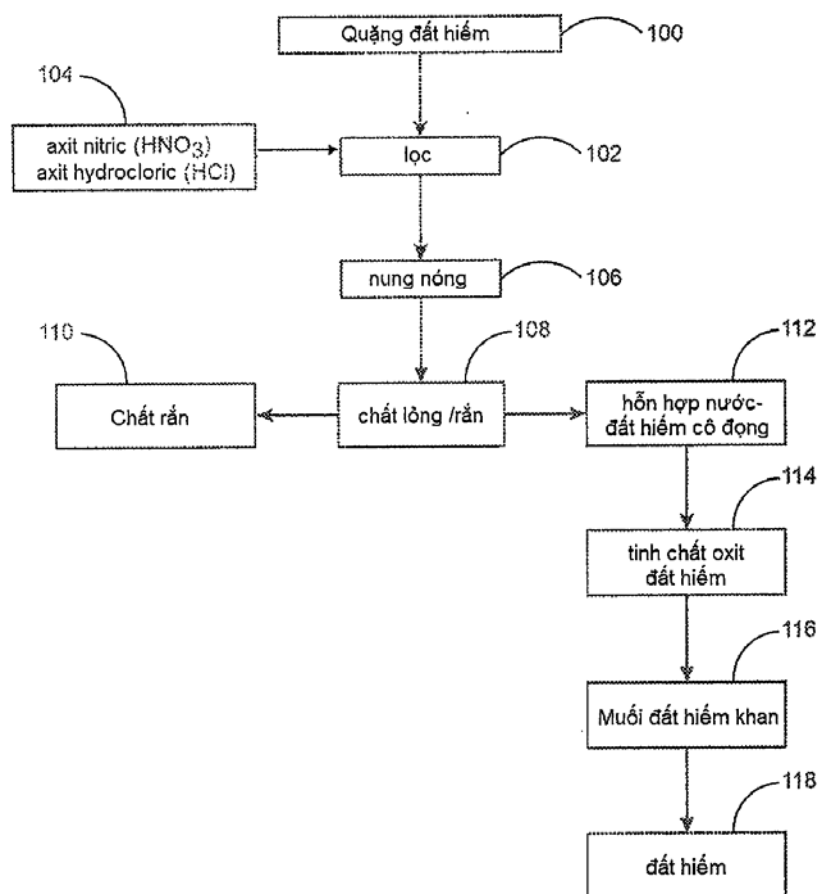 Quặng đất hiếm
100
104
axit nitric (HNO3)
axit hydrocloric (HCl)
lọc
102
nung nóng
106
110
108
112
Chất rắn
chất lỏng /rắn
hỗn hợp nước-
đất hiếm cô đọng
114
tinh chất oxit
đất hiếm
116
Muối đất hiếm khan
118
đất hiếm